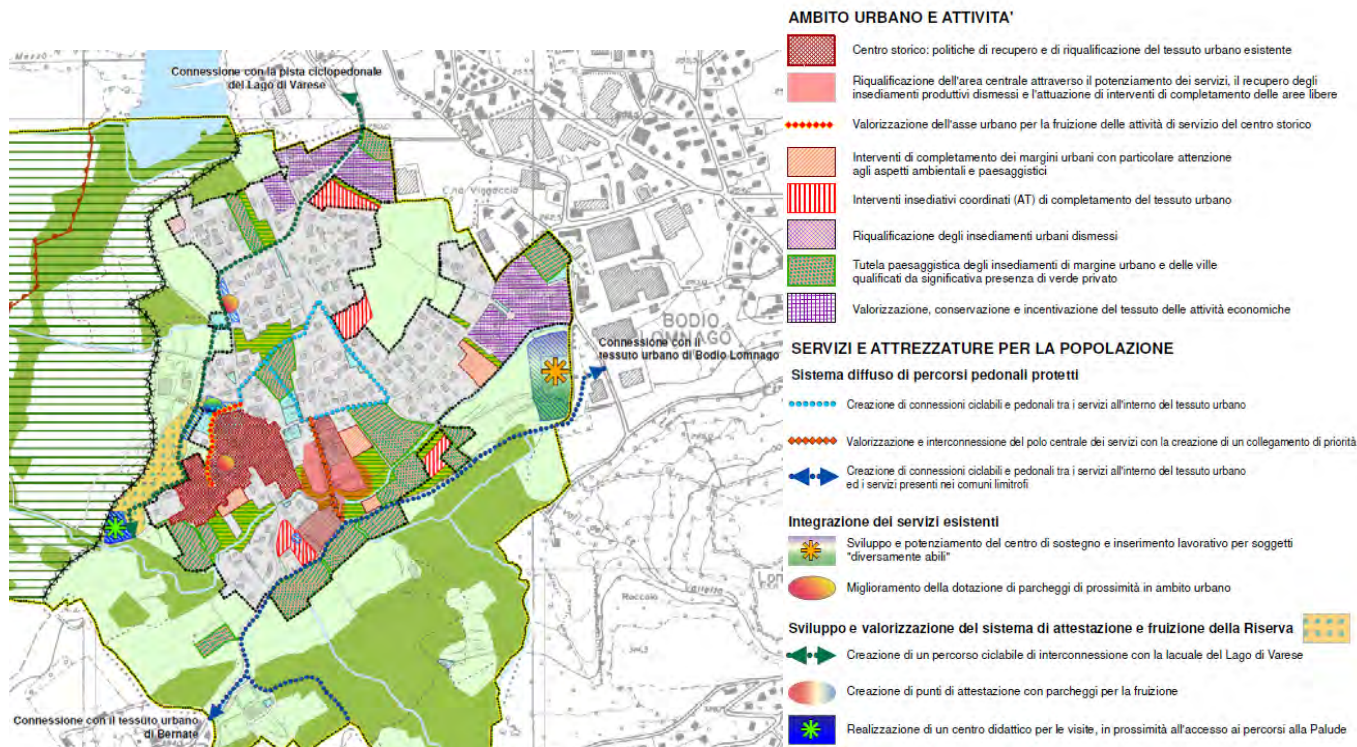 Connessione con la pista ciclopedonale
del Lago di Varese
C.na Viggaccia
BODIO
LOMNAGO
Connessione con il
tessuto urbano di Bodio Lomnago
Roccolo
Connessione con il tessuto urbano
di Bernate
AMBITO URBANO E ATTIVITA'
Centro storico: politiche di recupero e di riqualificazione del tessuto urbano esistente
Riqualificazione dell'area centrale attraverso il potenziamento dei servizi, il recupero degli
insediamenti produttivi dismessi e l'attuazione di interventi di completamento delle aree libere
Valorizzazione dell'asse urbano per la fruizione delle attività di servizio del centro storico
Interventi di completamento dei margini urbani con particolare attenzione
agli aspetti ambientali e paesaggistici
Interventi insediativi coordinati (AT) di completamento del tessuto urbano
Riqualificazione degli insediamenti urbani dismessi
Tutela paesaggistica degli insediamenti di margine urbano e delle ville
qualificati da significativa presenza di verde privato
Valorizzazione, conservazione e incentivazione del tessuto delle attività economiche
SERVIZI E ATTREZZATURE PER LA POPOLAZIONE
Sistema diffuso di percorsi pedonali protetti
Creazione di connessioni ciclabili e pedonali tra i servizi all'interno del tessuto urbano
Valorizzazione e interconnessione del polo centrale dei servizi con la creazione di un collegamento di priorità
Creazione di connessioni ciclabili e pedonali tra i servizi all'interno del tessuto urbano
ed i servizi presenti nei comuni limitrofi
Integrazione dei servizi esistenti
Sviluppo e potenziamento del centro di sostegno e inserimento lavorativo per soggetti
"diversamente abili"
Miglioramento della dotazione di parcheggi di prossimità in ambito urbano
Sviluppo e valorizzazione del sistema di attestazione e fruizione della Riserva
Creazione di un percorso ciclabile di interconnessione con la lacuale del Lago di Varese
Creazione di punti di attestazione con parcheggi per la fruizione
Realizzazione di un centro didattico per le visite, in prossimità all'accesso ai percorsi alla Palude